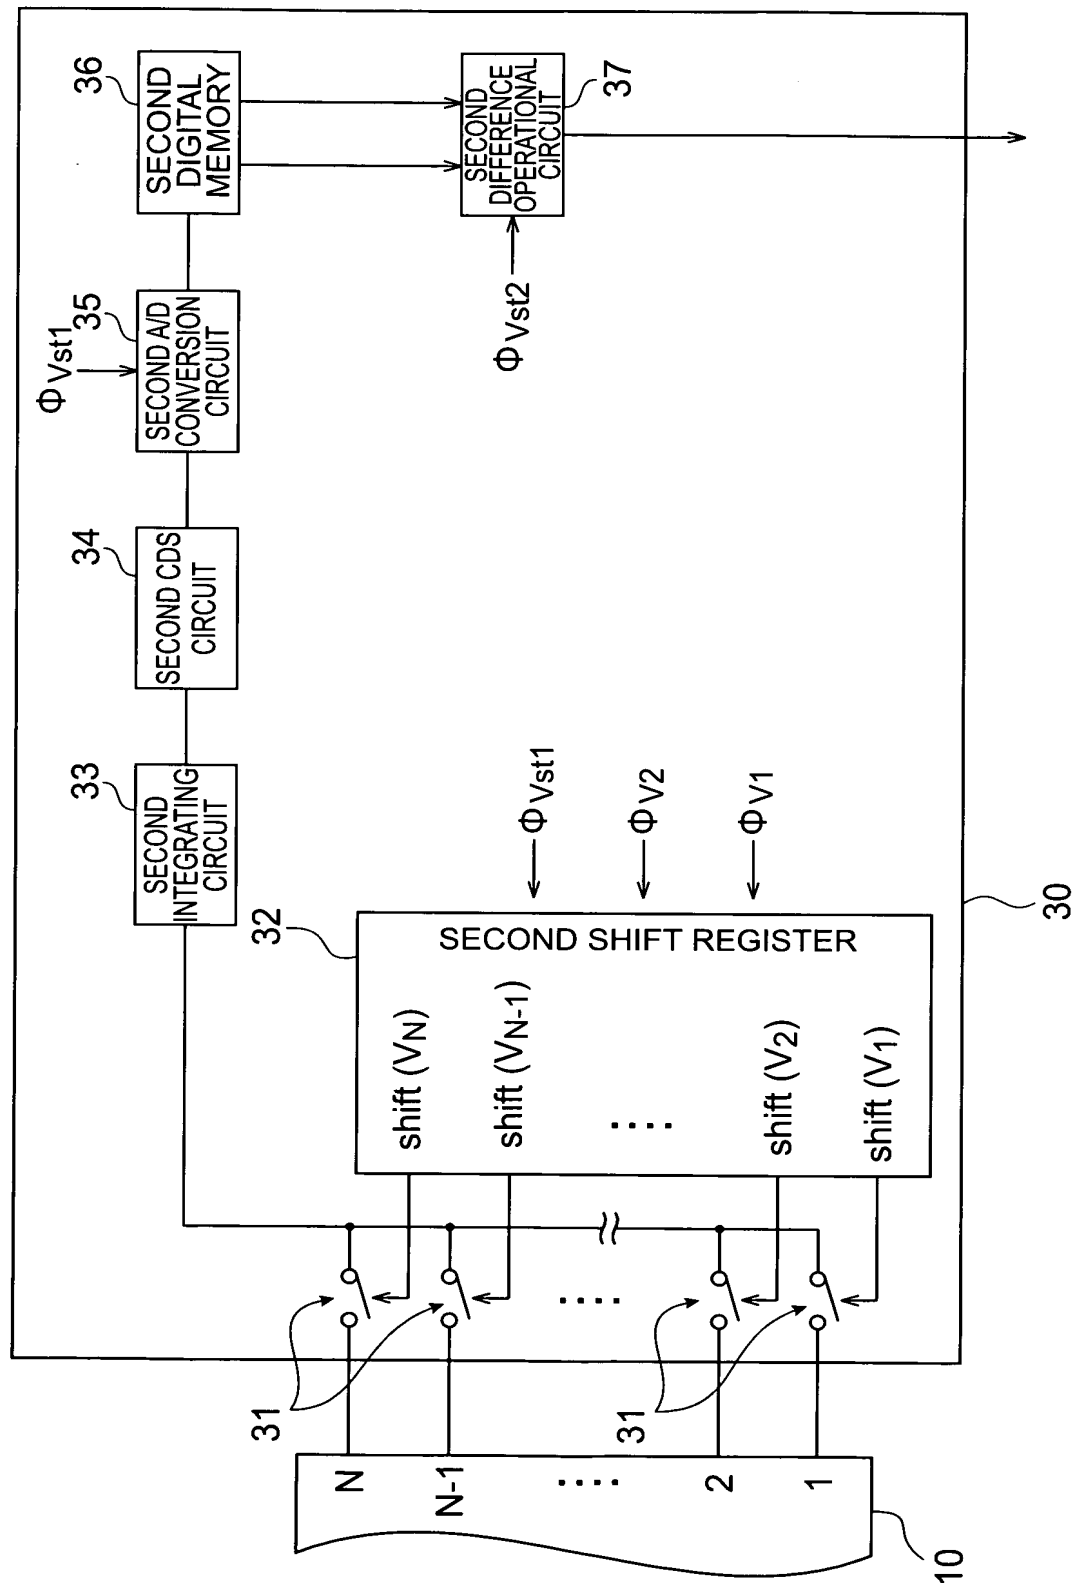 36
SECOND
DIGITAL
MEMORY
37
SECOND
DIFFERENCE
OPERATIONAL
CIRCUIT
ΦVst2
ΦVst1
35
SECOND A/D
CONVERSION
CIRCUIT
34
SECOND CDS
CIRCUIT
33
SECOND
INTEGRATING
CIRCUIT
ΦVst1
ΦV2
ΦV1
30
32
SECOND SHIFT REGISTER
shift (VN)
shift (VN-1)
....
shift (V2)
shift (V1)
....
31
31
N
N-1
....
2
1
10